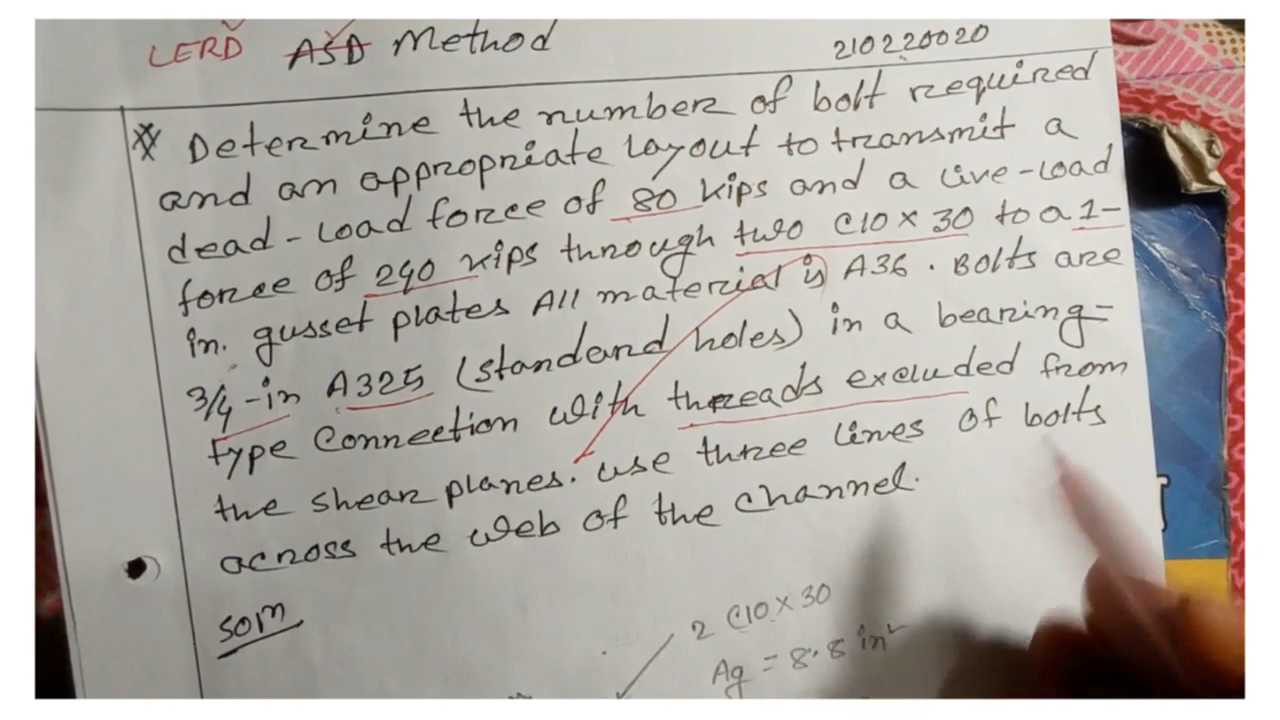 LERD ASD Method
210220020
Determine the number of bolt required
and an appropriate layout to transmit a
dead-load force of 80 kips and a live-load
force of 240 kips through two C10 × 30 to a 1-
in. gusset plates All material is A36. Bolts are
3/4-in A325 (standard holes) in a bearing-
type connection with threads excluded from
the shear planes. use three lines of bolts
across the web of the channel.
Soln
2 C10 × 30
Ag = 8.8 in²